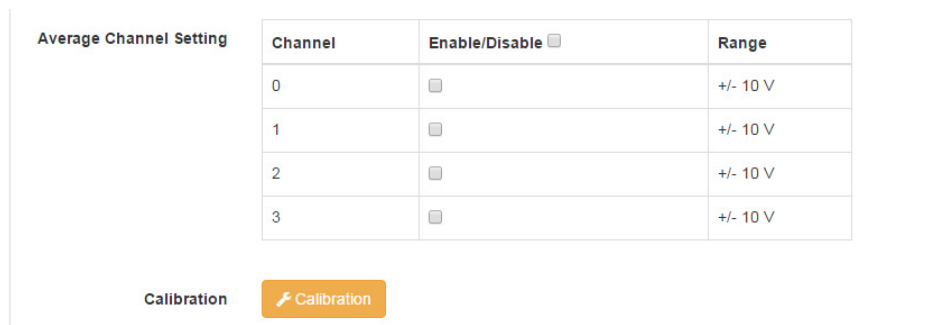 Average Channel Setting
Channel Enable/Disable Range
0 +/- 10 V
1 +/- 10 V
2 +/- 10 V
3 +/- 10 V
Calibration Calibration